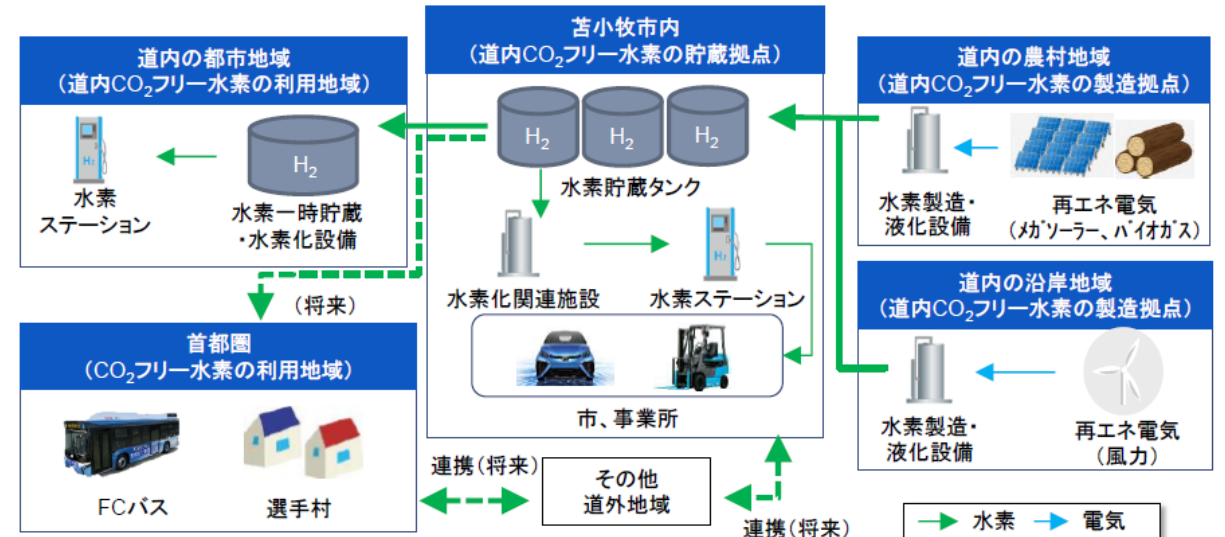 道内の都市地域
(道内CO₂フリー水素の利用地域)
H₂
水素
ステーション
H₂
水素一時貯蔵
・水素化設備
(将来)
首都圏
(CO₂フリー水素の利用地域)
FCバス
選手村
苫小牧市内
(道内CO₂フリー水素の貯蔵拠点)
H₂
H₂
H₂
水素貯蔵タンク
水素化関連施設
H₂
水素ステーション
市、事業所
連携(将来)
その他
道外地域
連携(将来)
道内の農村地域
(道内CO₂フリー水素の製造拠点)
水素製造・
液化設備
再エネ電気
(メガソーラー、バイオガス)
道内の沿岸地域
(道内CO₂フリー水素の製造拠点)
水素製造・
液化設備
再エネ電気
(風力)
水素
電気